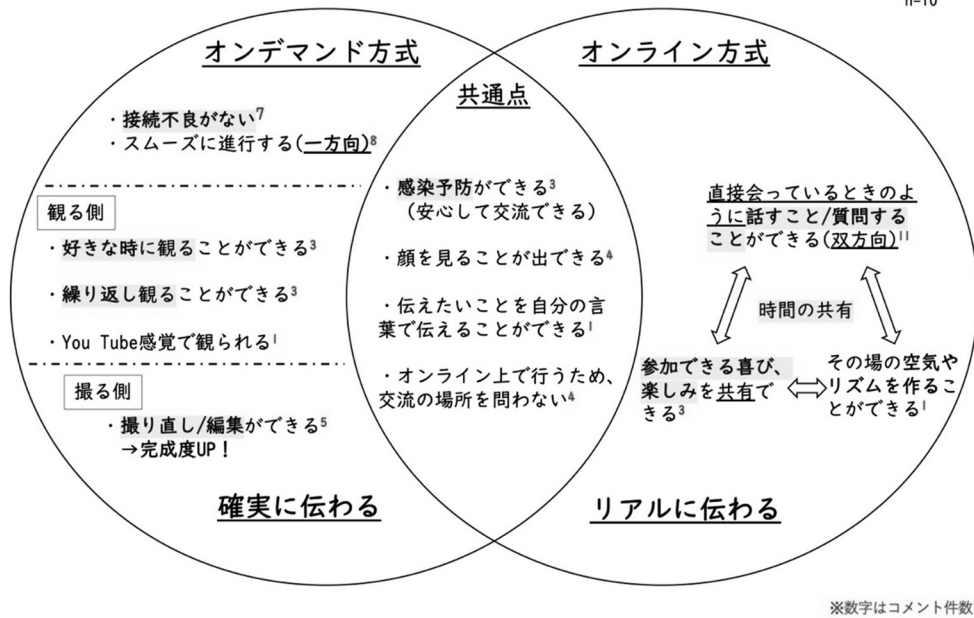 n=10
オンデマンド方式
・接続不良がない7
・スムーズに進行する(一方向)8
観る側
・好きな時に観ることができる3
・繰り返し観ることができる3
・You Tube感覚で観られる1
撮る側
・撮り直し/編集ができる5
→完成度UP！
確実に伝わる
共通点
・感染予防ができる3
（安心して交流できる）
・顔を見ることが出できる4
・伝えたいことを自分の言
葉で伝えることができる1
・オンライン上で行うため、
交流の場所を問わない4
オンライン方式
直接会っているときのよ
うに話すこと/質問する
ことができる(双方向)11
時間の共有
参加できる喜び、
楽しみを共有で
きる3
その場の空気や
リズムを作るこ
とができる1
リアルに伝わる
※数字はコメント件数